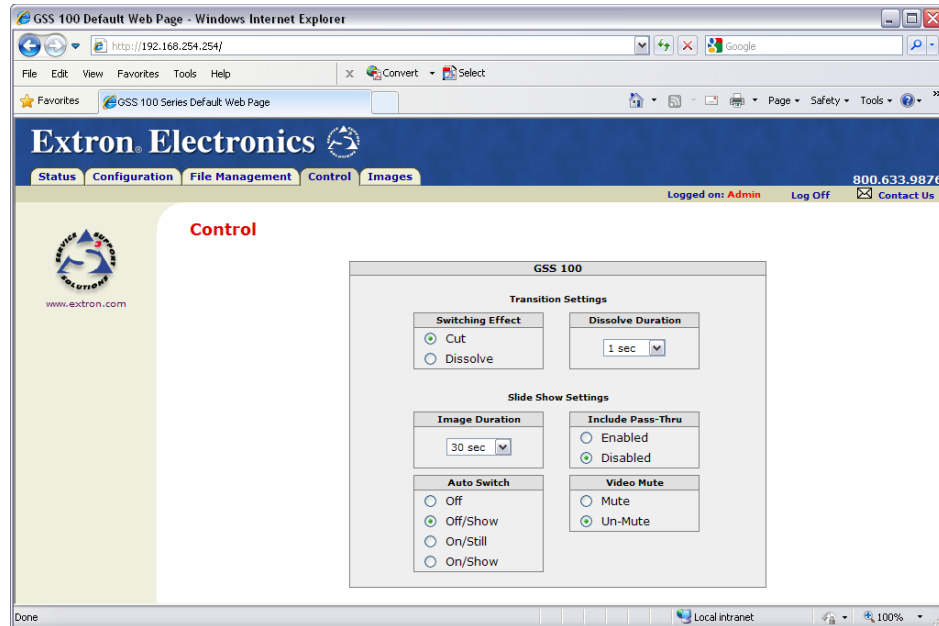 GSS 100 Default Web Page - Windows Internet Explorer
http://192.168.254.254/
Google
File Edit View Favorites Tools Help x Convert Select
Favorites GSS 100 Series Default Web Page Page Safety Tools »
Extron® Electronics
Status Configuration File Management Control Images
800.633.9876
Logged on: Admin Log Off Contact Us
SERVICE SUPPORT SOLUTIONS
3
www.extron.com
Control
GSS 100
Transition Settings
Switching Effect Dissolve Duration
Cut
Dissolve
1 sec
Slide Show Settings
Image Duration Include Pass-Thru
30 sec
Enabled
Disabled
Auto Switch Video Mute
Off Mute
Off/Show Un-Mute
On/Still
On/Show
Done Local intranet 100%